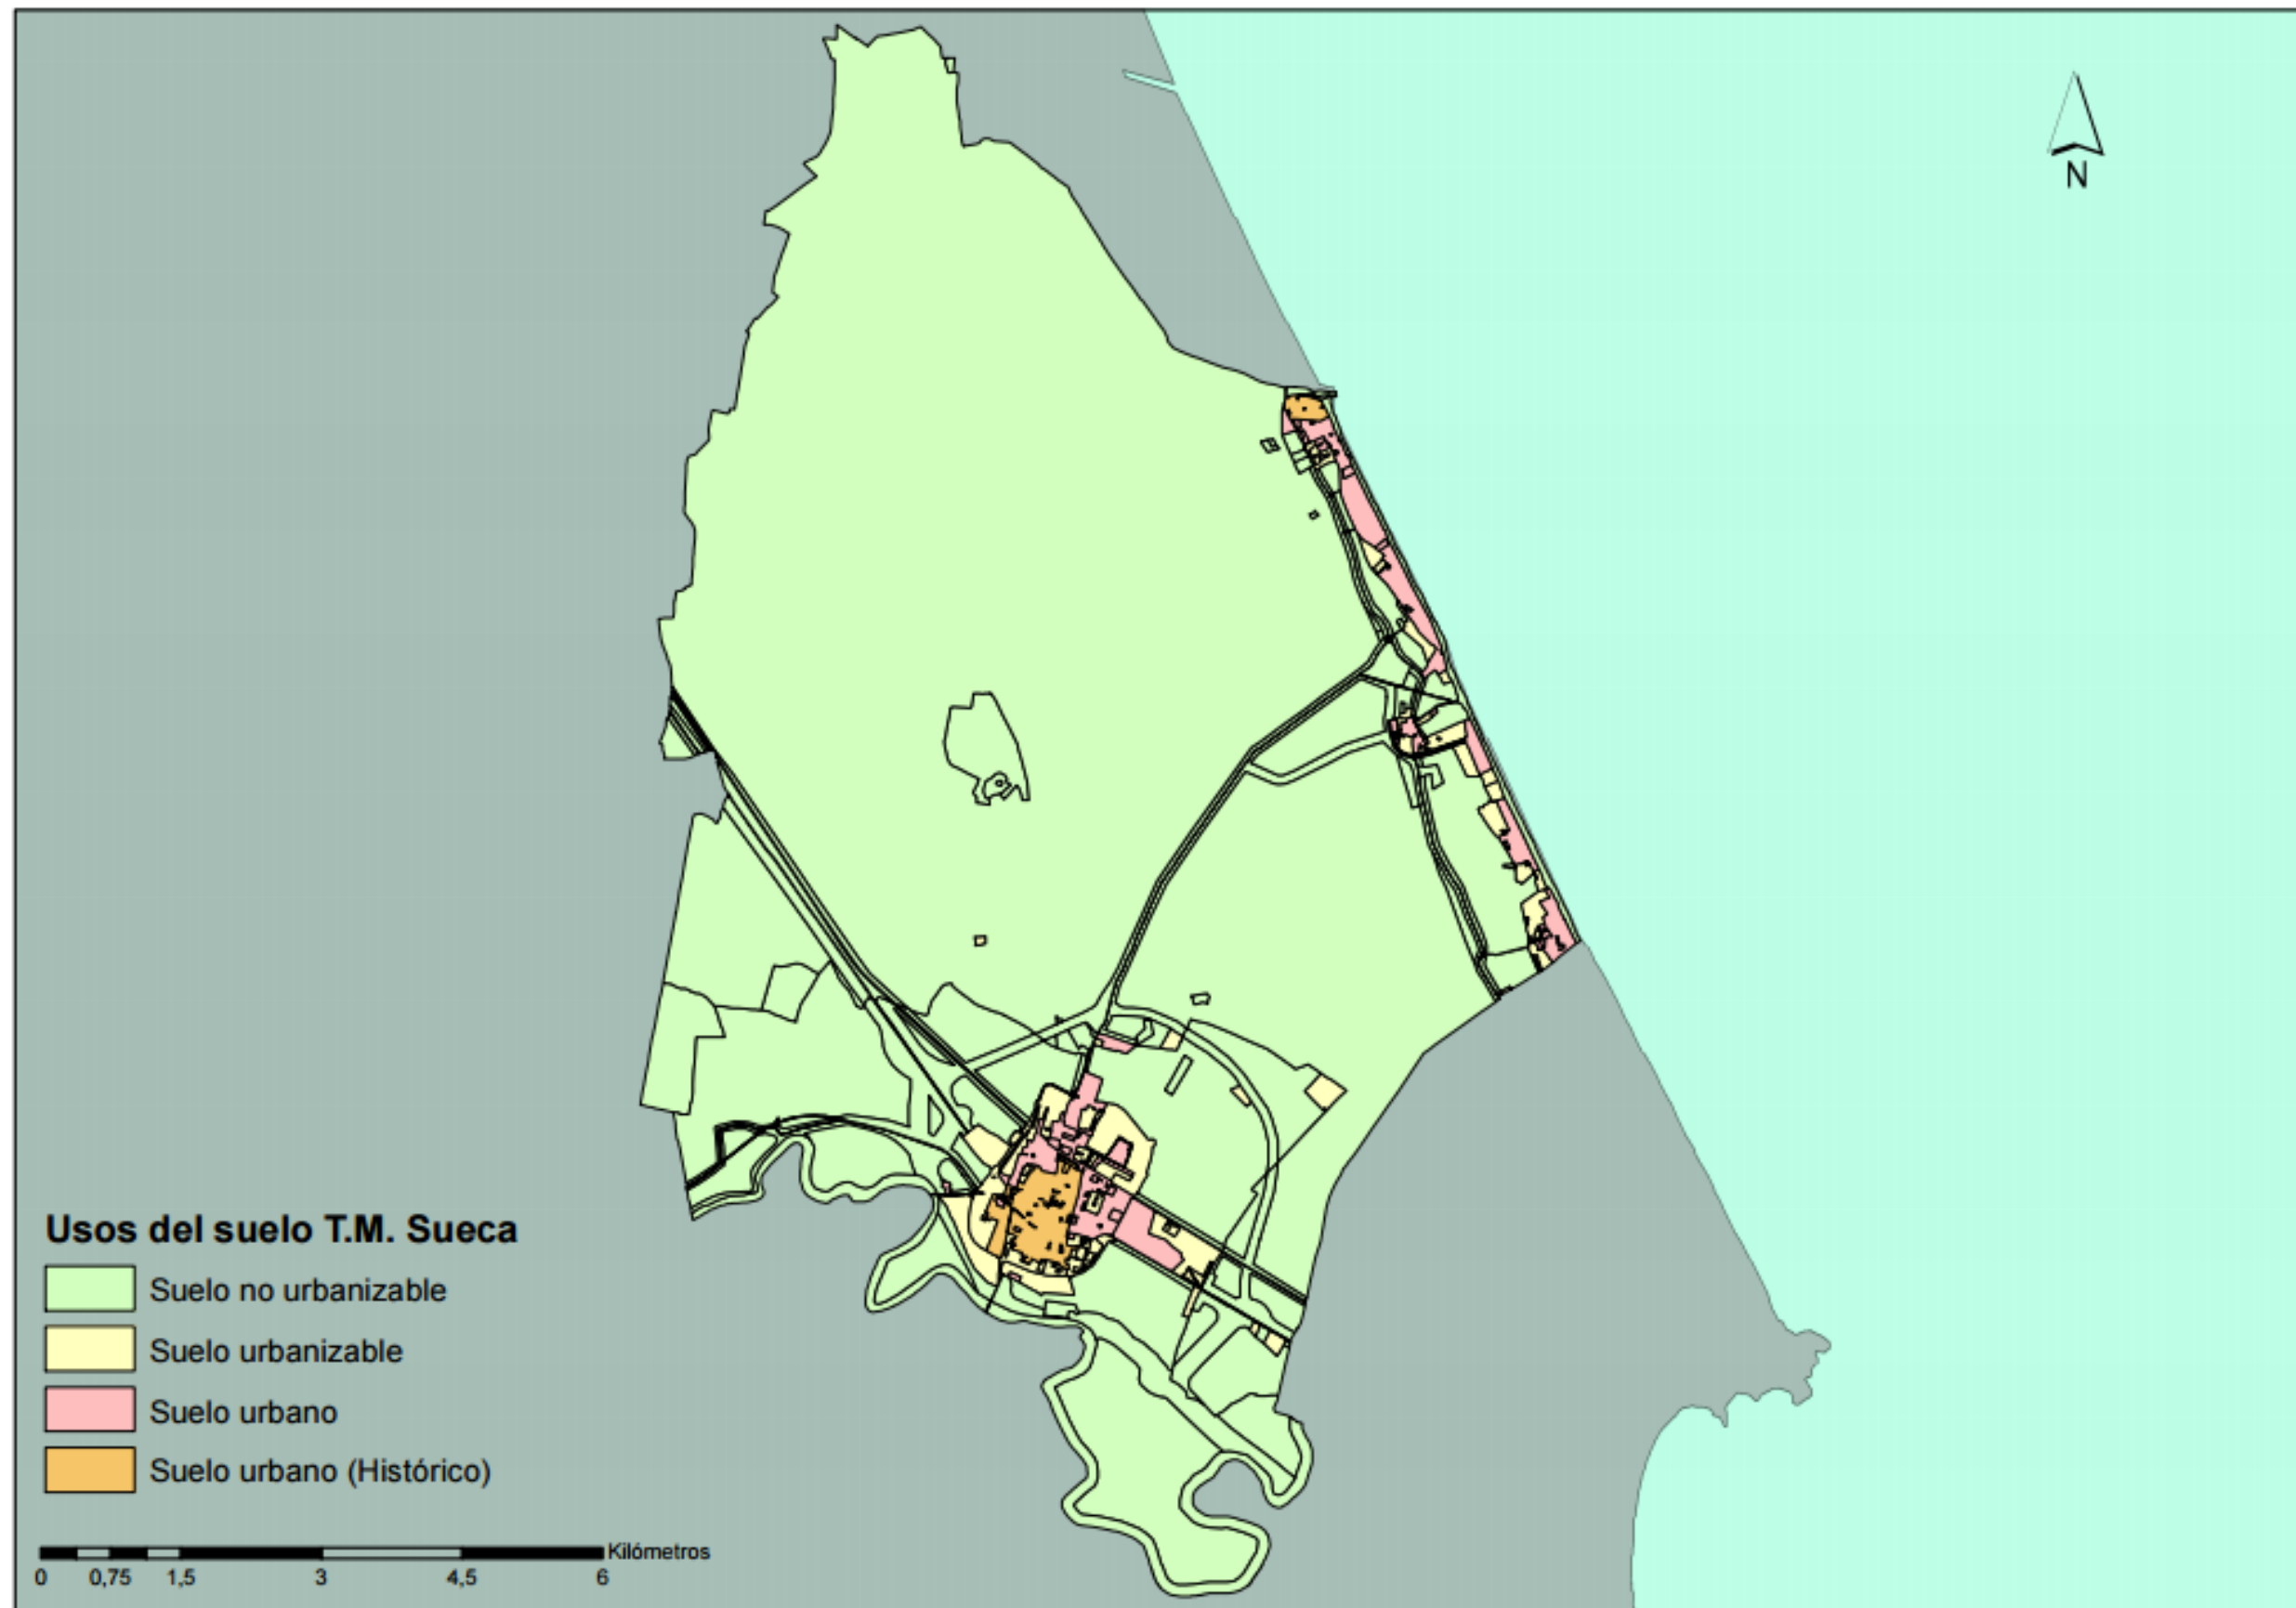 N
Usos del suelo T.M. Sueca
Suelo no urbanizable
Suelo urbanizable
Suelo urbano
Suelo urbano (Histórico)
Kilómetros
0 0,75 1,5 3 4,5 6